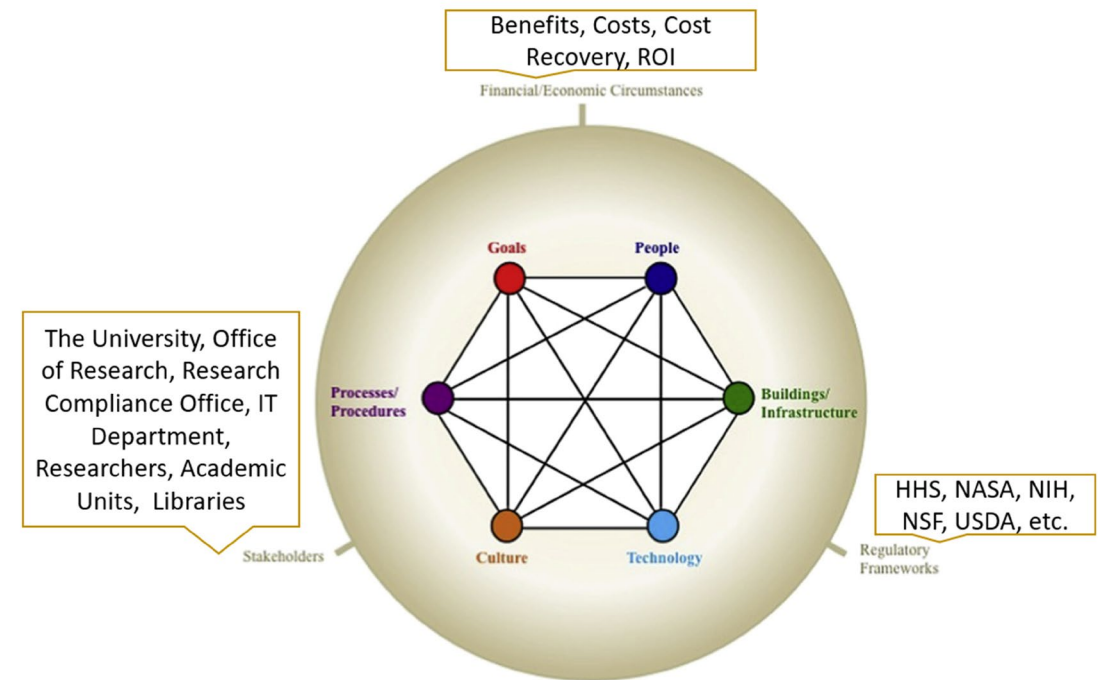 Benefits, Costs, Cost
Recovery, ROI
Financial/Economic Circumstances
Goals
People
The University, Office
of Research, Research
Compliance Office, IT
Department,
Researchers, Academic
Units, Libraries
Processes/
Procedures
Buildings/
Infrastructure
HHS, NASA, NIH,
NSF, USDA, etc.
Culture
Technology
Stakeholders
Regulatory
Frameworks